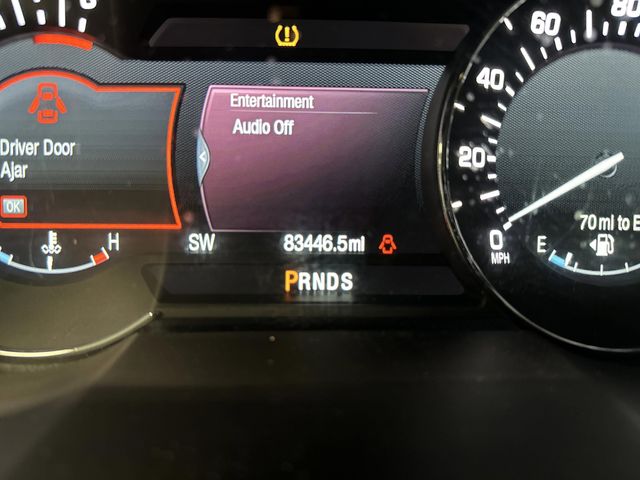 60
80
40
20
0
MPH
Entertainment
Audio Off
Driver Door
Ajar
OK
H
SW
83446.5mi
PRNDS
70 mi to E
E